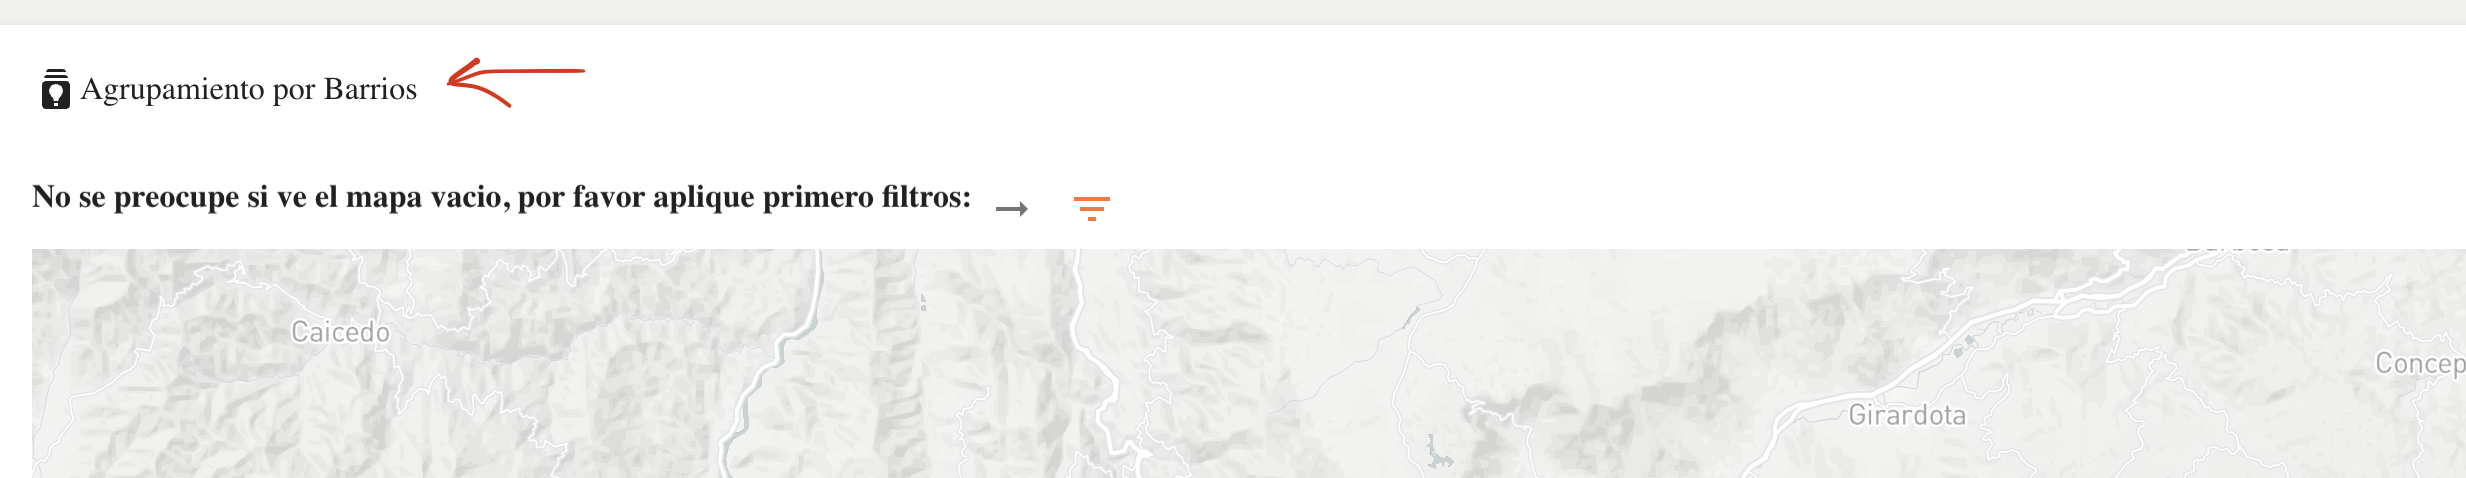 Agrupamiento por Barrios
No se preocupe si ve el mapa vacio, por favor aplique primero filtros:
Caicedo
Concep
Girardota